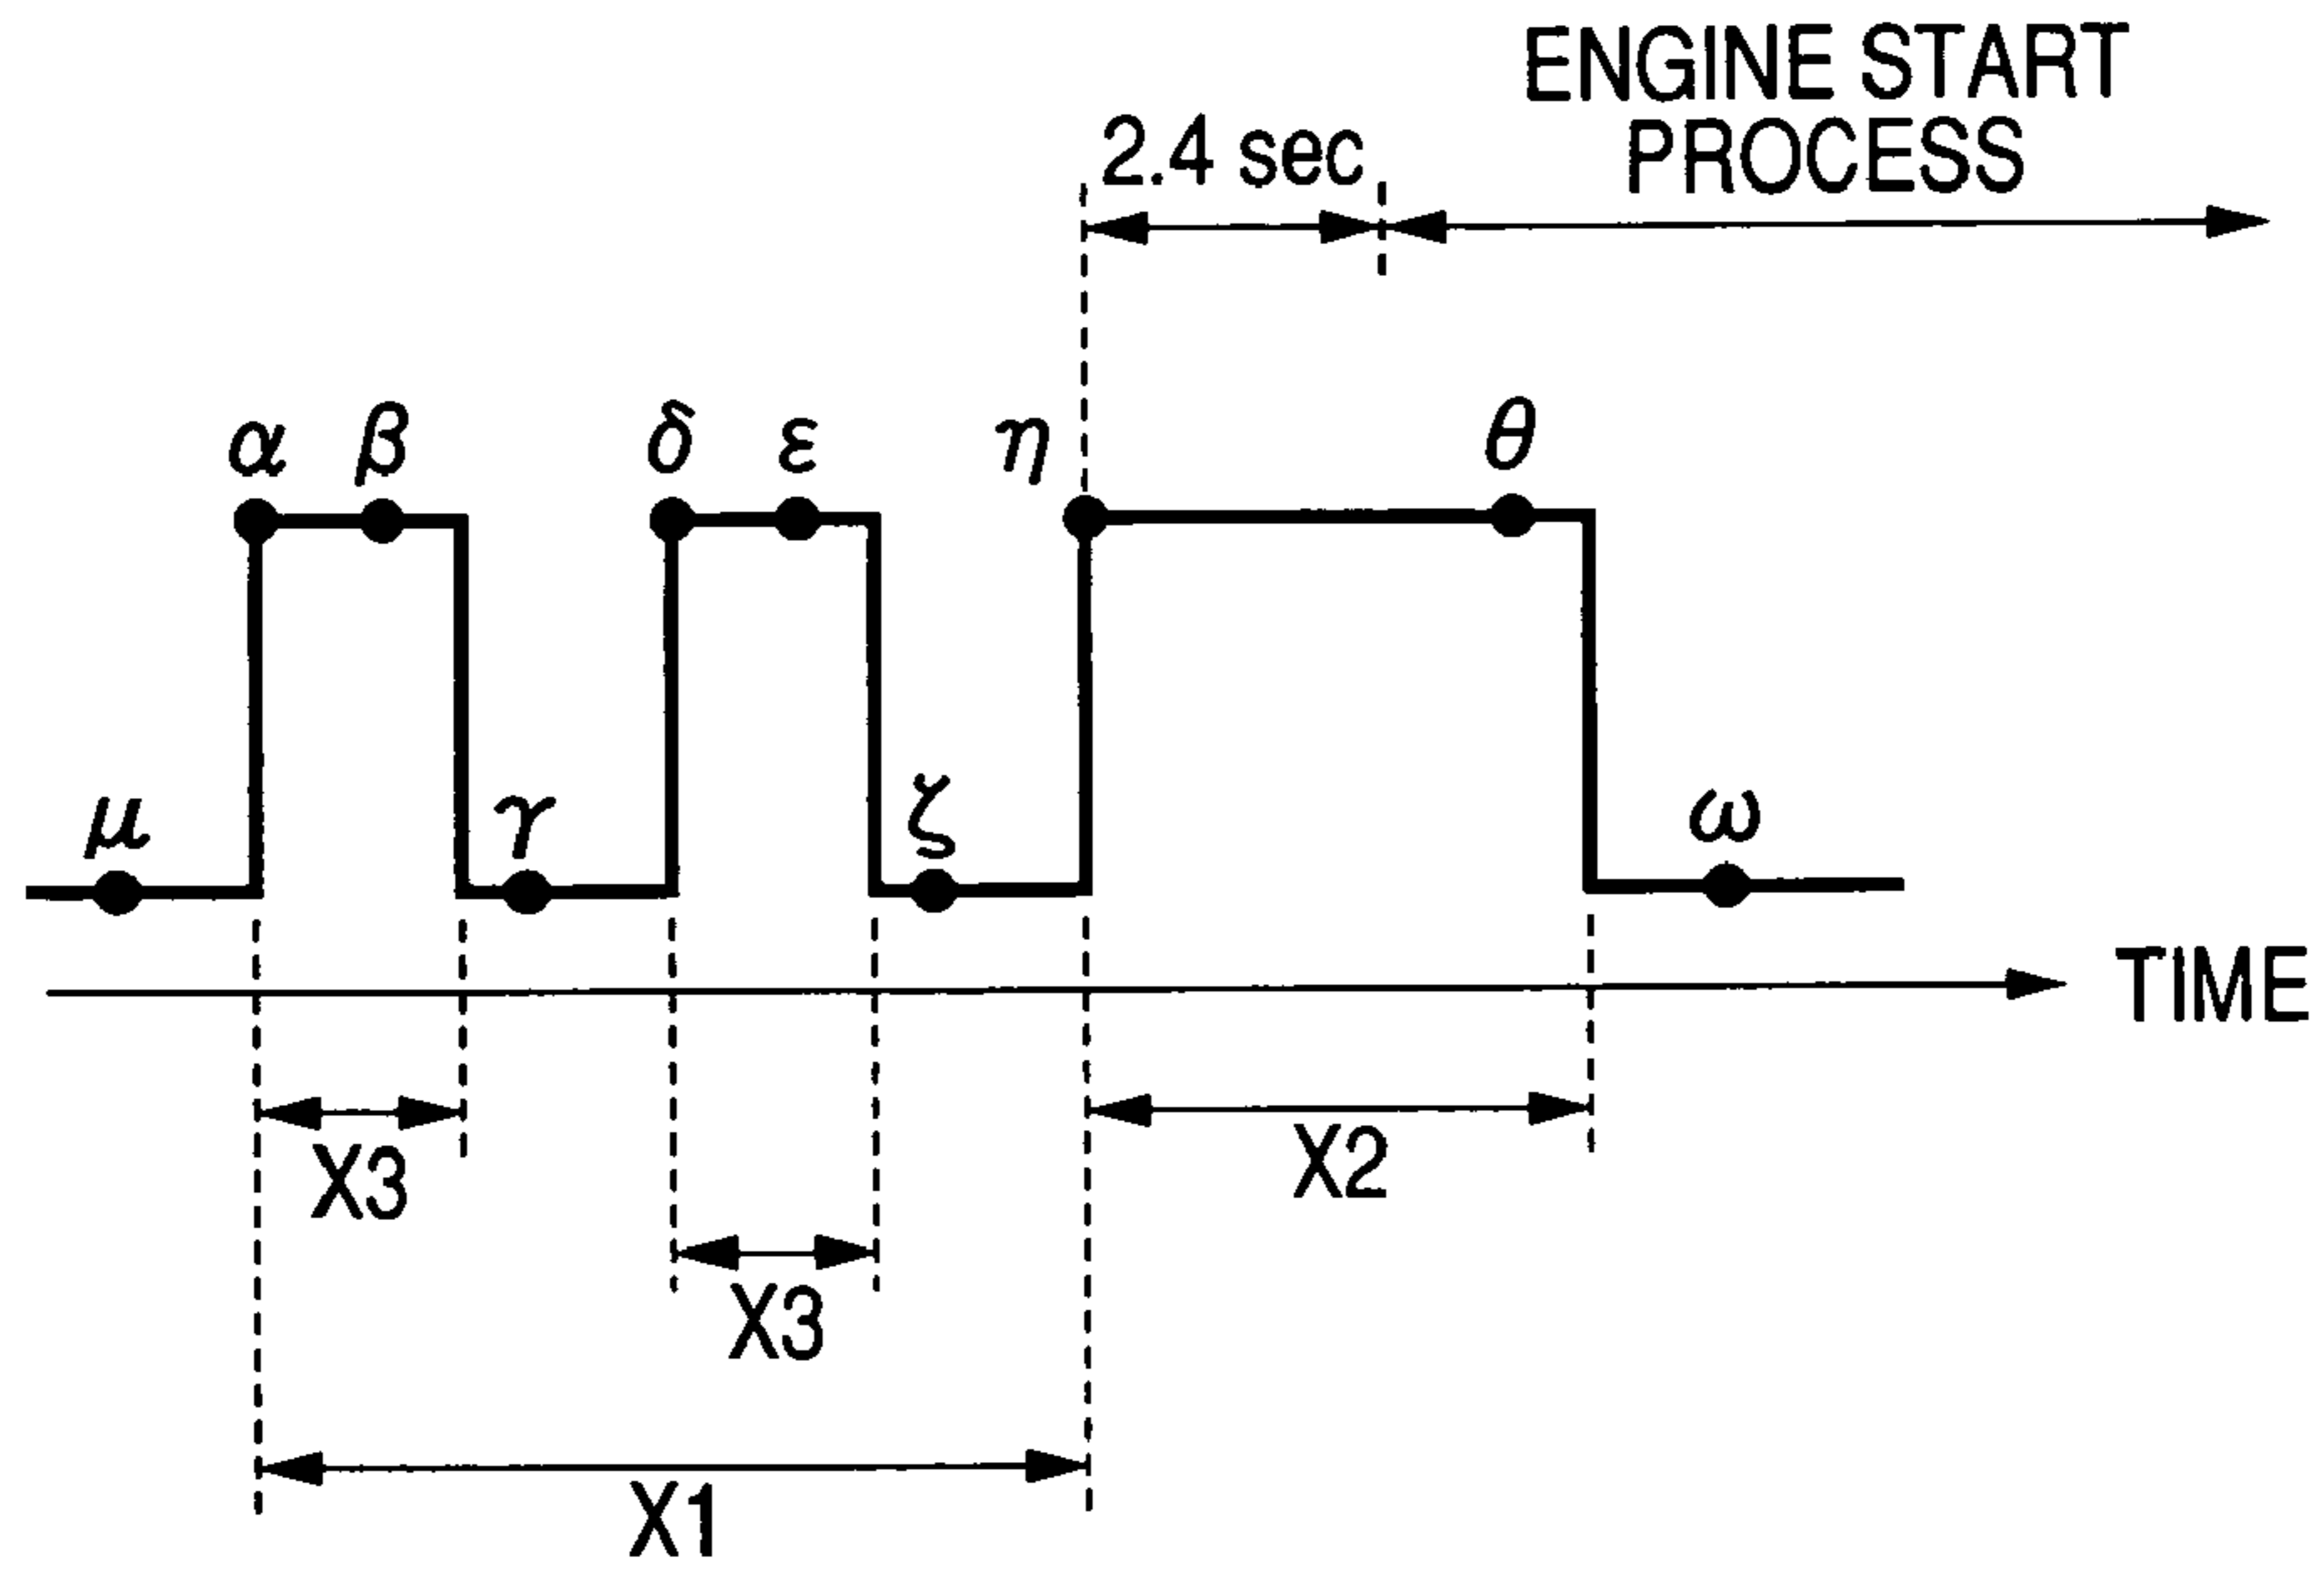 ENGINE START
PROCESS
2.4 sec
α β δ ε η θ
μ γ ζ ω
TIME
X3
X2
X3
X1